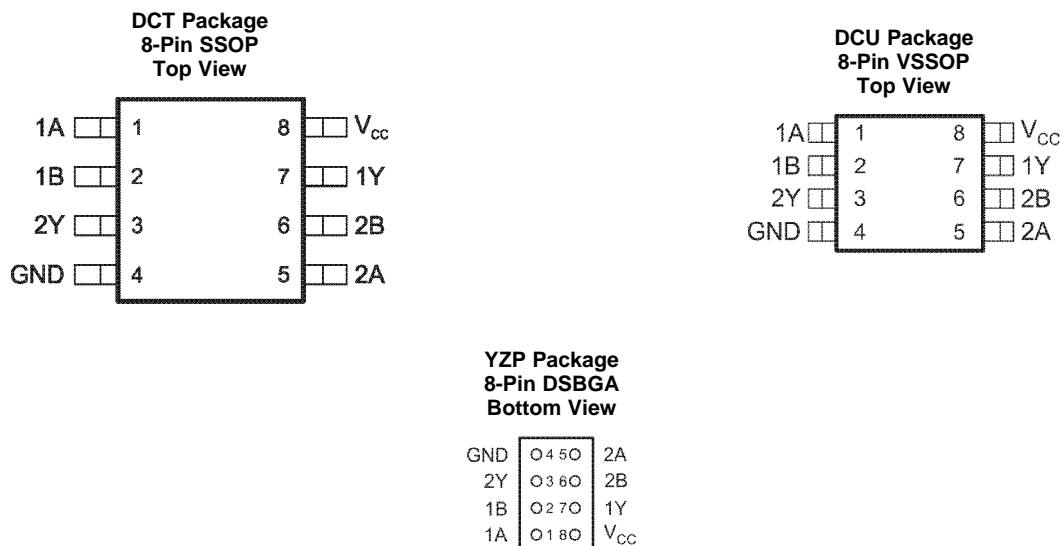 DCT Package
8-Pin SSOP
Top View
1A 1 8 VCC
1B 2 7 1Y
2Y 3 6 2B
GND 4 5 2A
DCU Package
8-Pin VSSOP
Top View
1A 1 8 VCC
1B 2 7 1Y
2Y 3 6 2B
GND 4 5 2A
YZP Package
8-Pin DSBGA
Bottom View
GND 4 5 2A
2Y 3 6 2B
1B 2 7 1Y
1A 1 8 VCC